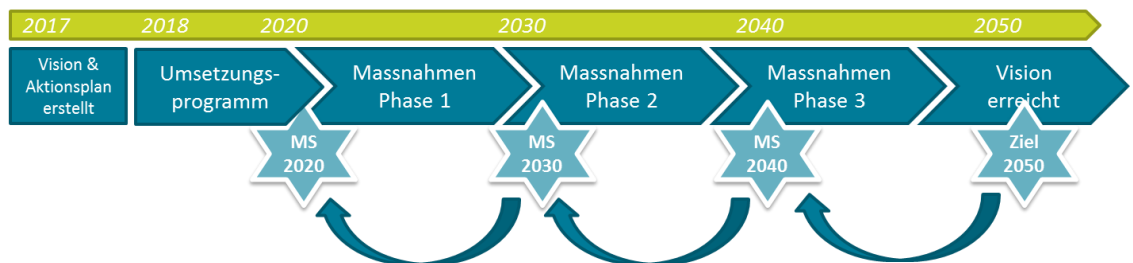 2017 2018 2020 2030 2040 2050
Vision &
Aktionsplan
erstellt
Umsetzungs-
programm
Massnahmen
Phase 1
Massnahmen
Phase 2
Massnahmen
Phase 3
Vision
erreicht
MS
2020
MS
2030
MS
2040
Ziel
2050